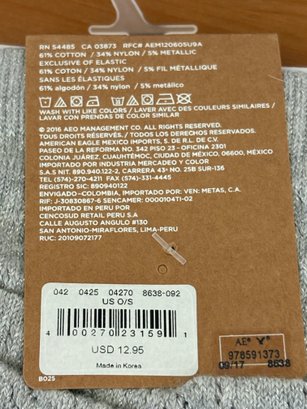 RN 54485 CA 03873 RFC# AEM120805U9A
61% COTTON / 34% NYLON / 5% METALLIC
EXCLUSIVE OF ELASTIC
61% COTON / 34% NYLON / 5% FIL MÉTALLIQUE
SANS LES ÉLASTIQUES
61% algodón / 34% nylon / 5% metálico
WASH WITH LIKE COLORS / LAVER AVEC DES COULEURS SIMILAIRES /
LAVAR CON PRENDAS DE COLOR SIMILAR
© 2016 AEO MANAGEMENT CO. ALL RIGHTS RESERVED.
TOUS DROITS RÉSERVÉS. / TODOS LOS DERECHOS RESERVADOS.
AMERICAN EAGLE MEXICO IMPORTS, S. DE R.L. DE C.V.
PASEO DE LA REFORMA NO. 342 PISO 23 - OFICINA 2301
COLONIA JUÁREZ, CUAUHTÉMOC, CIUDAD DE MÉXICO, 06600, MÉXICO
IMPORTADO POR INDUSTRIA MERCADEO Y COLOR
S.A.S NIT. 890.940.122-2, CARRERA 43ª NO. 25B SUR-136
TEL (574)-270-4211 FAX (574)-331-4445
REGISTRO SIC: 890940122
ENVIGADO-COLOMBIA, IMPORTADO POR: VEN: METAS, C.A.
RIF: J-30830867-6 SENCAMER: 0000104TI-02
IMPORTADO POR:
CENCOSUD RETAIL PERU S.A
CALLE AUGUSTO ANGULO #130
SAN ANTONIO-MIRAFLORES, LIMA, PERU
RUC: 20109072177
042 0425 04270 8638-092
US O/S
4 00270 23159 1
USD 12.95
Made in Korea
B025
AE
978591373
09/17 8638